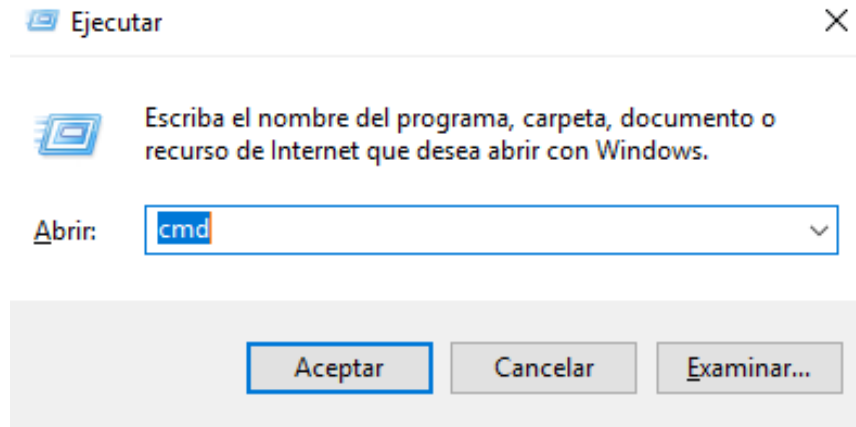 Ejecutar
Escriba el nombre del programa, carpeta, documento o
recurso de Internet que desea abrir con Windows.
Abrir: cmd
Aceptar Cancelar Examinar...